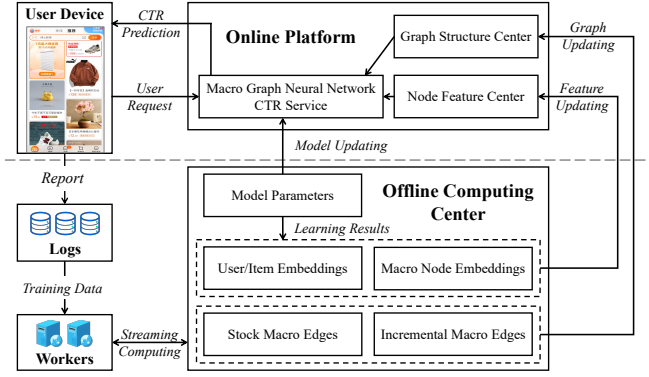 User Device
CTR
Prediction
User
Request
Online Platform
Graph Structure Center
Macro Graph Neural Network
CTR Service
Node Feature Center
Graph
Updating
Feature
Updating
Model Updating
Report
Logs
Training Data
Workers
Streaming
Computing
Model Parameters
Offline Computing
Center
Learning Results
User/Item Embeddings
Macro Node Embeddings
Stock Macro Edges
Incremental Macro Edges